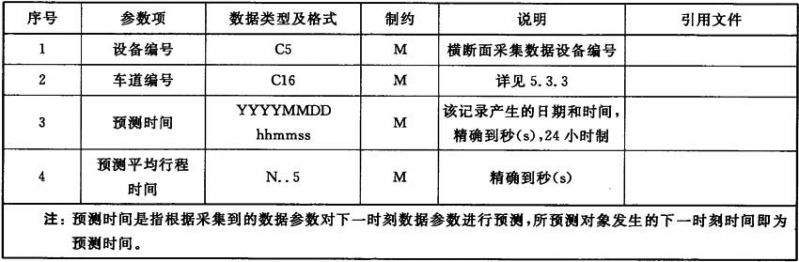 序号 参数项 数据类型及格式 制约 说明 引用文件
1 设备编号 C5 M 横断面采集数据设备编号
2 车道编号 C16 M 详见 5.3.3
3 预测时间 YYYYMMDD hhmmss M 该记录产生的日期和时间,精确到秒(s),24 小时制
4 预测平均行程时间 N..5 M 精确到秒(s)
注：预测时间是指根据采集到的数据参数对下一时刻数据参数进行预测,所预测对象发生的下一时刻时间即为
预测时间。